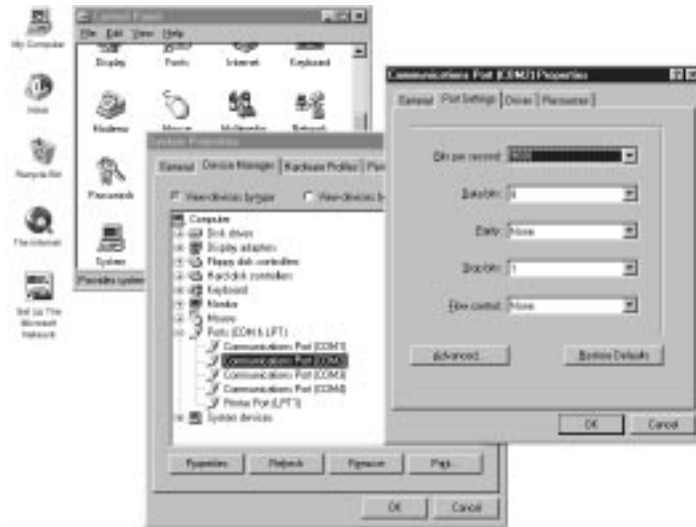 My Computer
Inbox
Recycle Bin
The Internet
Set Up The
Microsoft
Network
Control Panel
File Edit View Help
Display Fonts Internet Keyboard
Modems Mouse Multimedia Network
Passwords
System
Provides system
System Properties
General Device Manager Hardware Profiles
View devices by type View devices b
Computer
Disk drives
Display adapters
Floppy disk controllers
Hard disk controllers
Keyboard
Monitor
Mouse
Ports (COM & LPT)
Communications Port (COM1)
Communications Port (COM2)
Communications Port (COM3)
Communications Port (COM4)
Printer Port (LPT1)
System devices
Properties Refresh Remove Print...
OK Cancel
Communications Port (COM2) Properties
General Port Settings Driver Resources
Bits per second: 9600
Data bits: 8
Parity: None
Stop bits: 1
Flow control: None
Advanced... Restore Defaults
OK Cancel